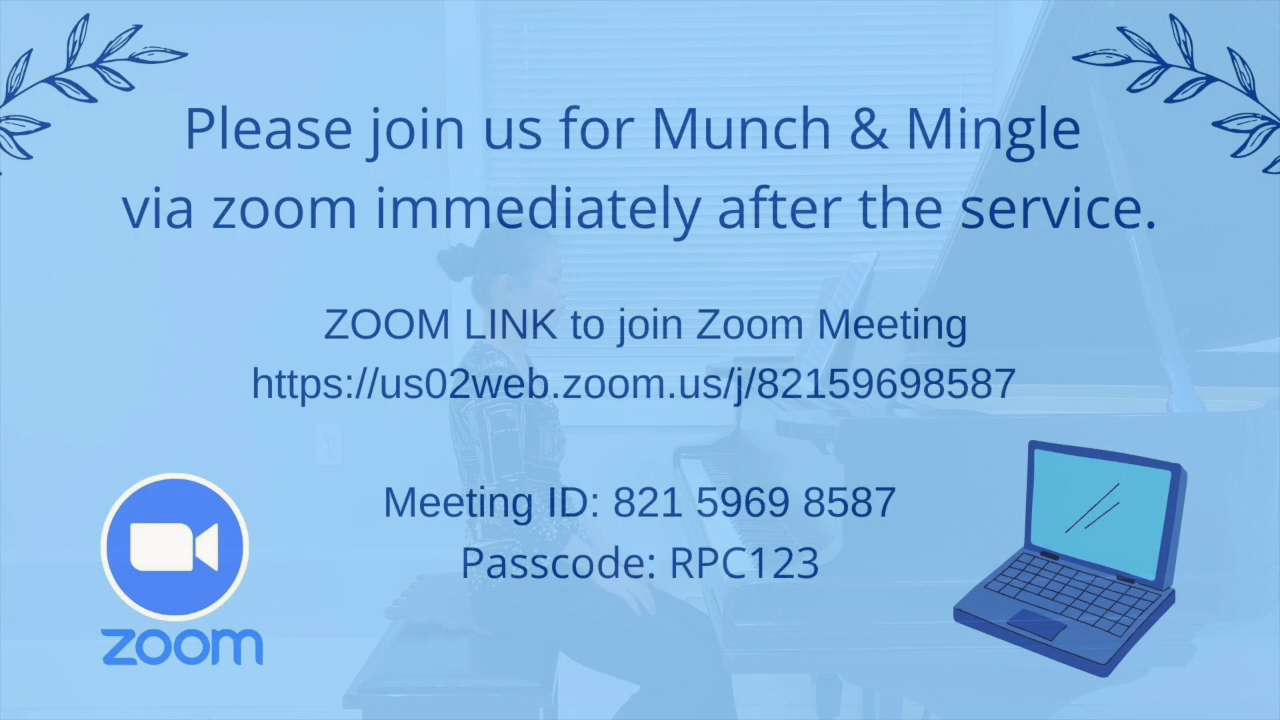 Please join us for Munch & Mingle
via zoom immediately after the service.
ZOOM LINK to join Zoom Meeting
https://us02web.zoom.us/j/82159698587
Meeting ID: 821 5969 8587
Passcode: RPC123
zoom